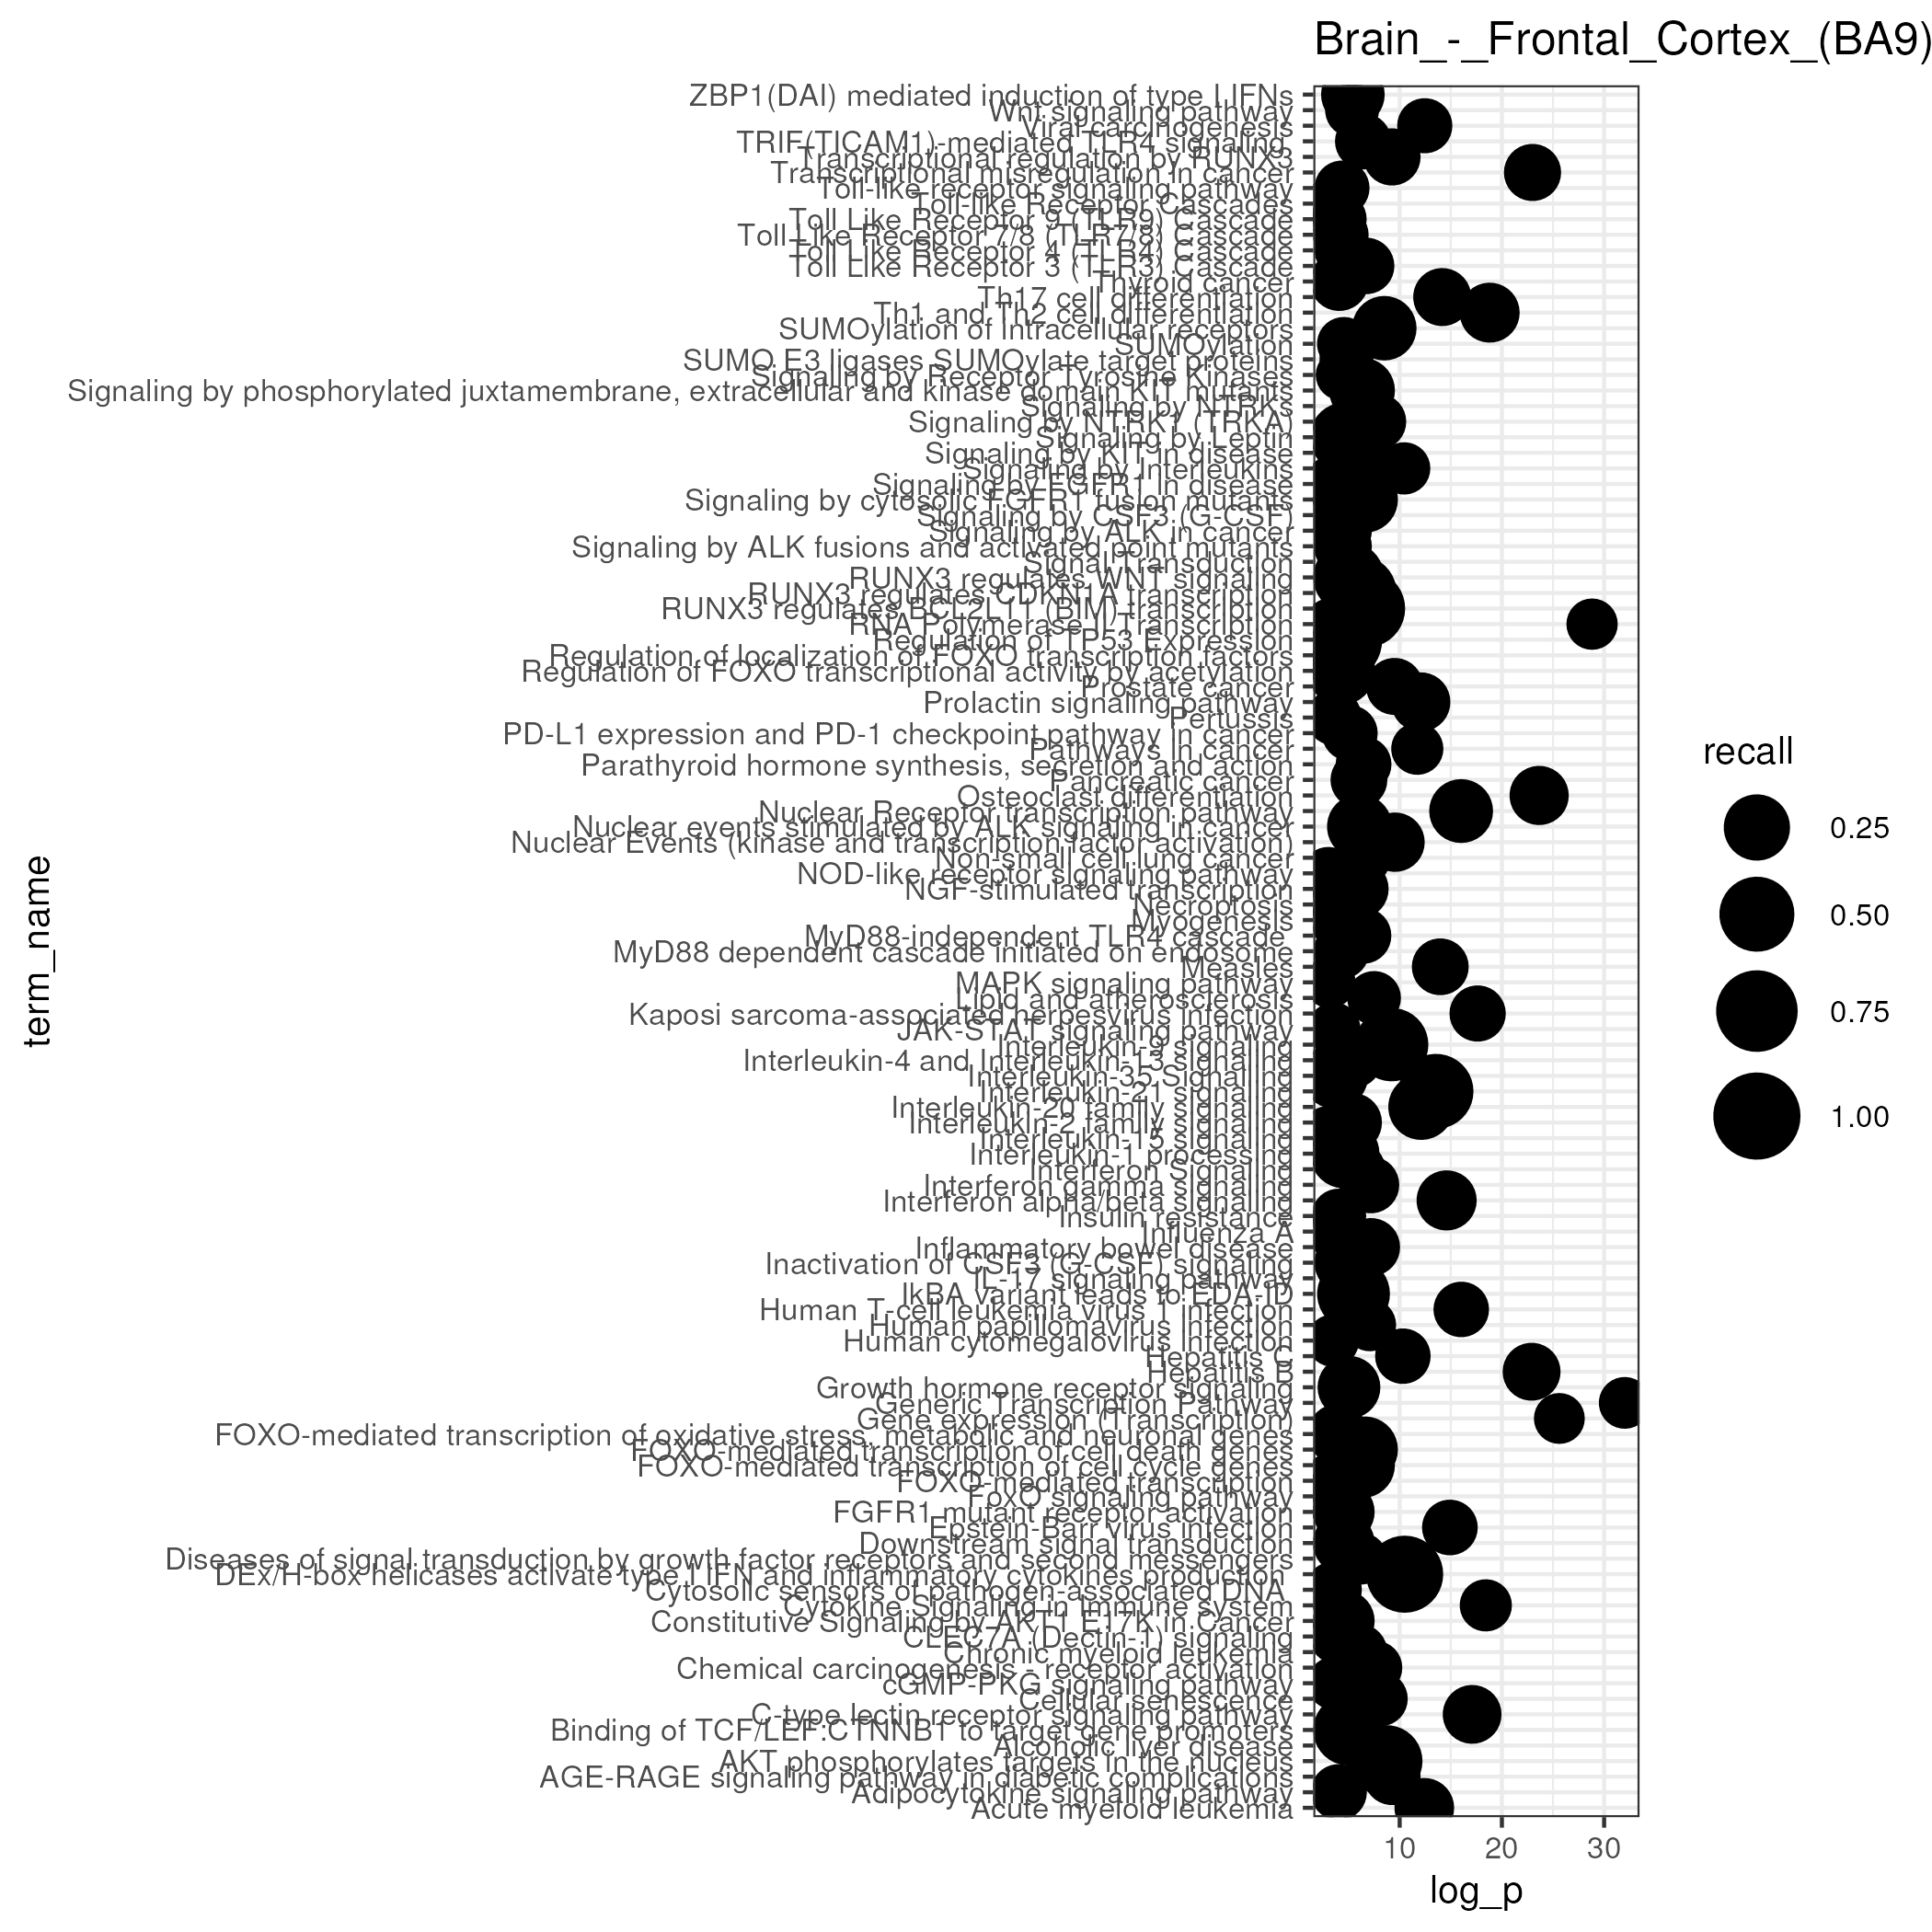 Brain_-_Frontal_Cortex_(BA9)
ZBP1(DAI) mediated induction of type I IFNs
Wnt signaling pathway
Viral carcinogenesis
TRIF(TICAM1)-mediated TLR4 signaling
Transcriptional regulation by RUNX3
Transcriptional misregulation in cancer
Toll-like receptor signaling pathway
Toll-like Receptor Cascades
Toll Like Receptor 9 (TLR9) Cascade
Toll Like Receptor 7/8 (TLR7/8) Cascade
Toll Like Receptor 4 (TLR4) Cascade
Toll Like Receptor 3 (TLR3) Cascade
Thyroid cancer
Th17 cell differentiation
Th1 and Th2 cell differentiation
SUMOylation of intracellular receptors
SUMOylation
SUMO E3 ligases SUMOylate target proteins
Signaling by Receptor Tyrosine Kinases
Signaling by phosphorylated juxtamembrane, extracellular and kinase domain KIT mutants
Signaling by NTRKs
Signaling by NTRK1 (TRKA)
Signaling by Leptin
Signaling by KIT in disease
Signaling by Interleukins
Signaling by FGFR1 in disease
Signaling by cytosolic FGFR1 fusion mutants
Signaling by CSF3 (G-CSF)
Signaling by ALK in cancer
Signaling by ALK fusions and activated point mutants
Signal Transduction
RUNX3 regulates WNT signaling
RUNX3 regulates CDKN1A transcription
RUNX3 regulates BCL2L11 (BIM) transcription
RNA Polymerase II Transcription
Regulation of TP53 Expression
Regulation of localization of FOXO transcription factors
Regulation of FOXO transcriptional activity by acetylation
Prostate cancer
Prolactin signaling pathway
Pertussis
PD-L1 expression and PD-1 checkpoint pathway in cancer
Pathways in cancer
Parathyroid hormone synthesis, secretion and action
Pancreatic cancer
Osteoclast differentiation
Nuclear Receptor transcription pathway
Nuclear events stimulated by ALK signaling in cancer
Nuclear Events (kinase and transcription factor activation)
Non-small cell lung cancer
NOD-like receptor signaling pathway
NGF-stimulated transcription
Necroptosis
Myogenesis
MyD88-independent TLR4 cascade
MyD88 dependent cascade initiated on endosome
Measles
MAPK signaling pathway
Lipid and atherosclerosis
Kaposi sarcoma-associated herpesvirus infection
JAK-STAT signaling pathway
Interleukin-9 signaling
Interleukin-4 and Interleukin-13 signaling
Interleukin-35 Signalling
Interleukin-21 signaling
Interleukin-20 family signaling
Interleukin-2 family signaling
Interleukin-15 signaling
Interleukin-1 processing
Interferon Signaling
Interferon gamma signaling
Interferon alpha/beta signaling
Insulin resistance
Influenza A
Inflammatory bowel disease
Inactivation of CSF3 (G-CSF) signaling
IL-17 signaling pathway
IkBA variant leads to EDA-ID
Human T-cell leukemia virus 1 infection
Human papillomavirus infection
Human cytomegalovirus infection
Hepatitis C
Hepatitis B
Growth hormone receptor signaling
Generic Transcription Pathway
Gene expression (Transcription)
FOXO-mediated transcription of oxidative stress, metabolic and neuronal genes
FOXO-mediated transcription of cell death genes
FOXO-mediated transcription of cell cycle genes
FOXO-mediated transcription
FoxO signaling pathway
FGFR1 mutant receptor activation
Epstein-Barr virus infection
Downstream signal transduction
Diseases of signal transduction by growth factor receptors and second messengers
DEx/H-box helicases activate type I IFN and inflammatory cytokines production
Cytosolic sensors of pathogen-associated DNA
Cytokine Signaling in Immune system
Constitutive Signaling by AKT1 E17K in Cancer
CLEC7A (Dectin-1) signaling
Chronic myeloid leukemia
Chemical carcinogenesis - receptor activation
cGMP-PKG signaling pathway
Cellular senescence
C-type lectin receptor signaling pathway
Binding of TCF/LEF:CTNNB1 to target gene promoters
Alcoholic liver disease
AKT phosphorylates targets in the nucleus
AGE-RAGE signaling pathway in diabetic complications
Adipocytokine signaling pathway
Acute myeloid leukemia
term_name
10 20 30
log_p
recall
0.25
0.50
0.75
1.00